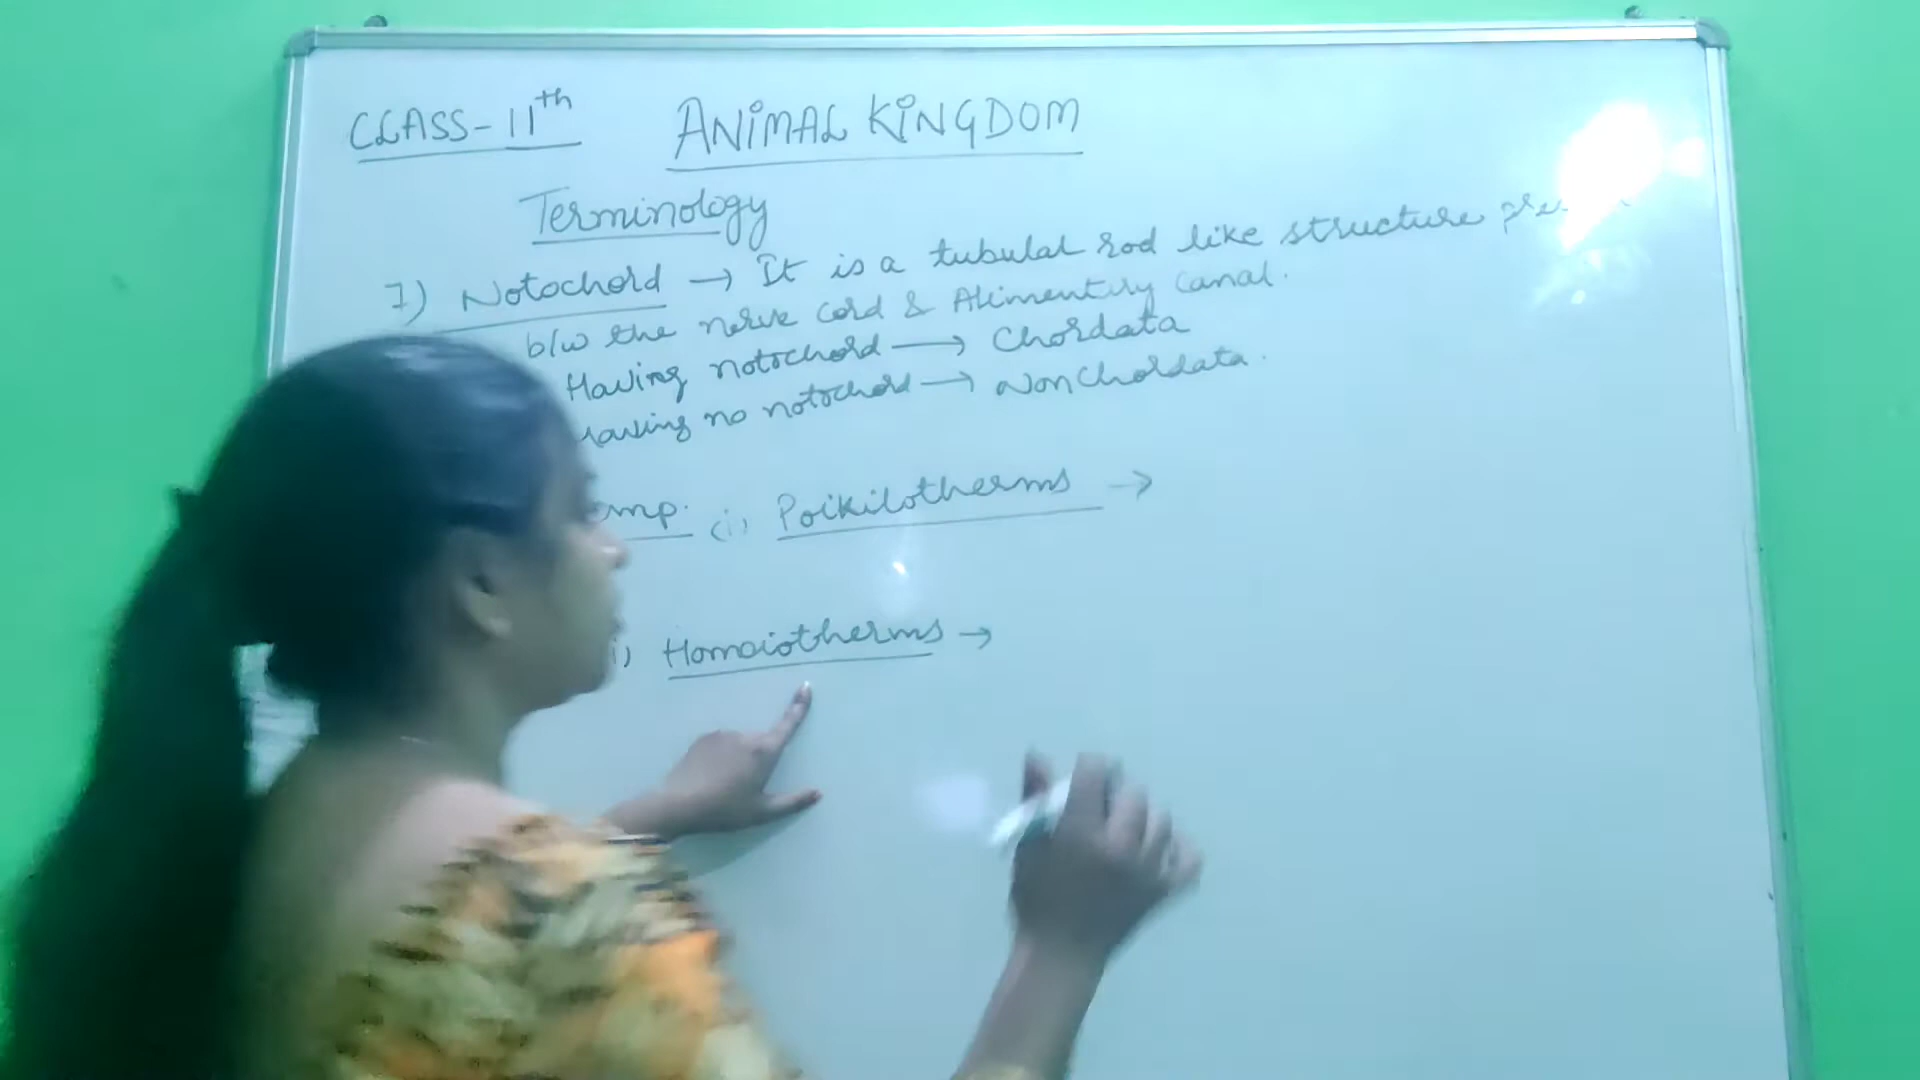 CLASS-11th ANIMAL KINGDOM
Terminology
7) Notochord → It is a tubular rod like structure
b/w the nerve cord & Alimentary Canal.
Having notochord → Chordata
Having no notochord → NonChordata.
(i) Poikilotherms →
Homoiotherms →